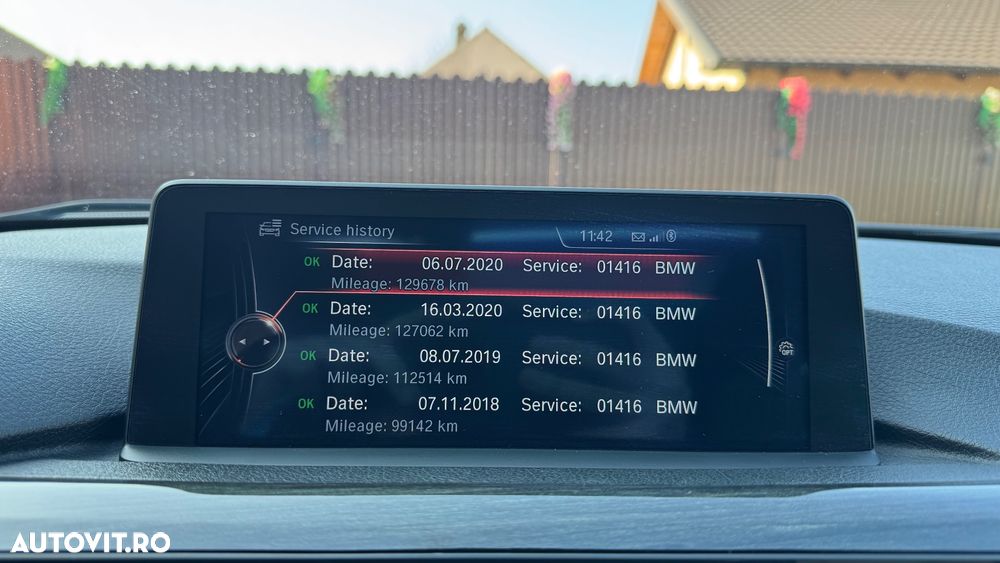 Service history 11:42
OK Date: 06.07.2020 Service: 01416 BMW
Mileage: 129678 km
OK Date: 16.03.2020 Service: 01416 BMW
Mileage: 127062 km
OK Date: 08.07.2019 Service: 01416 BMW
Mileage: 112514 km
OK Date: 07.11.2018 Service: 01416 BMW
Mileage: 99142 km
OPT
AUTOVIT.RO